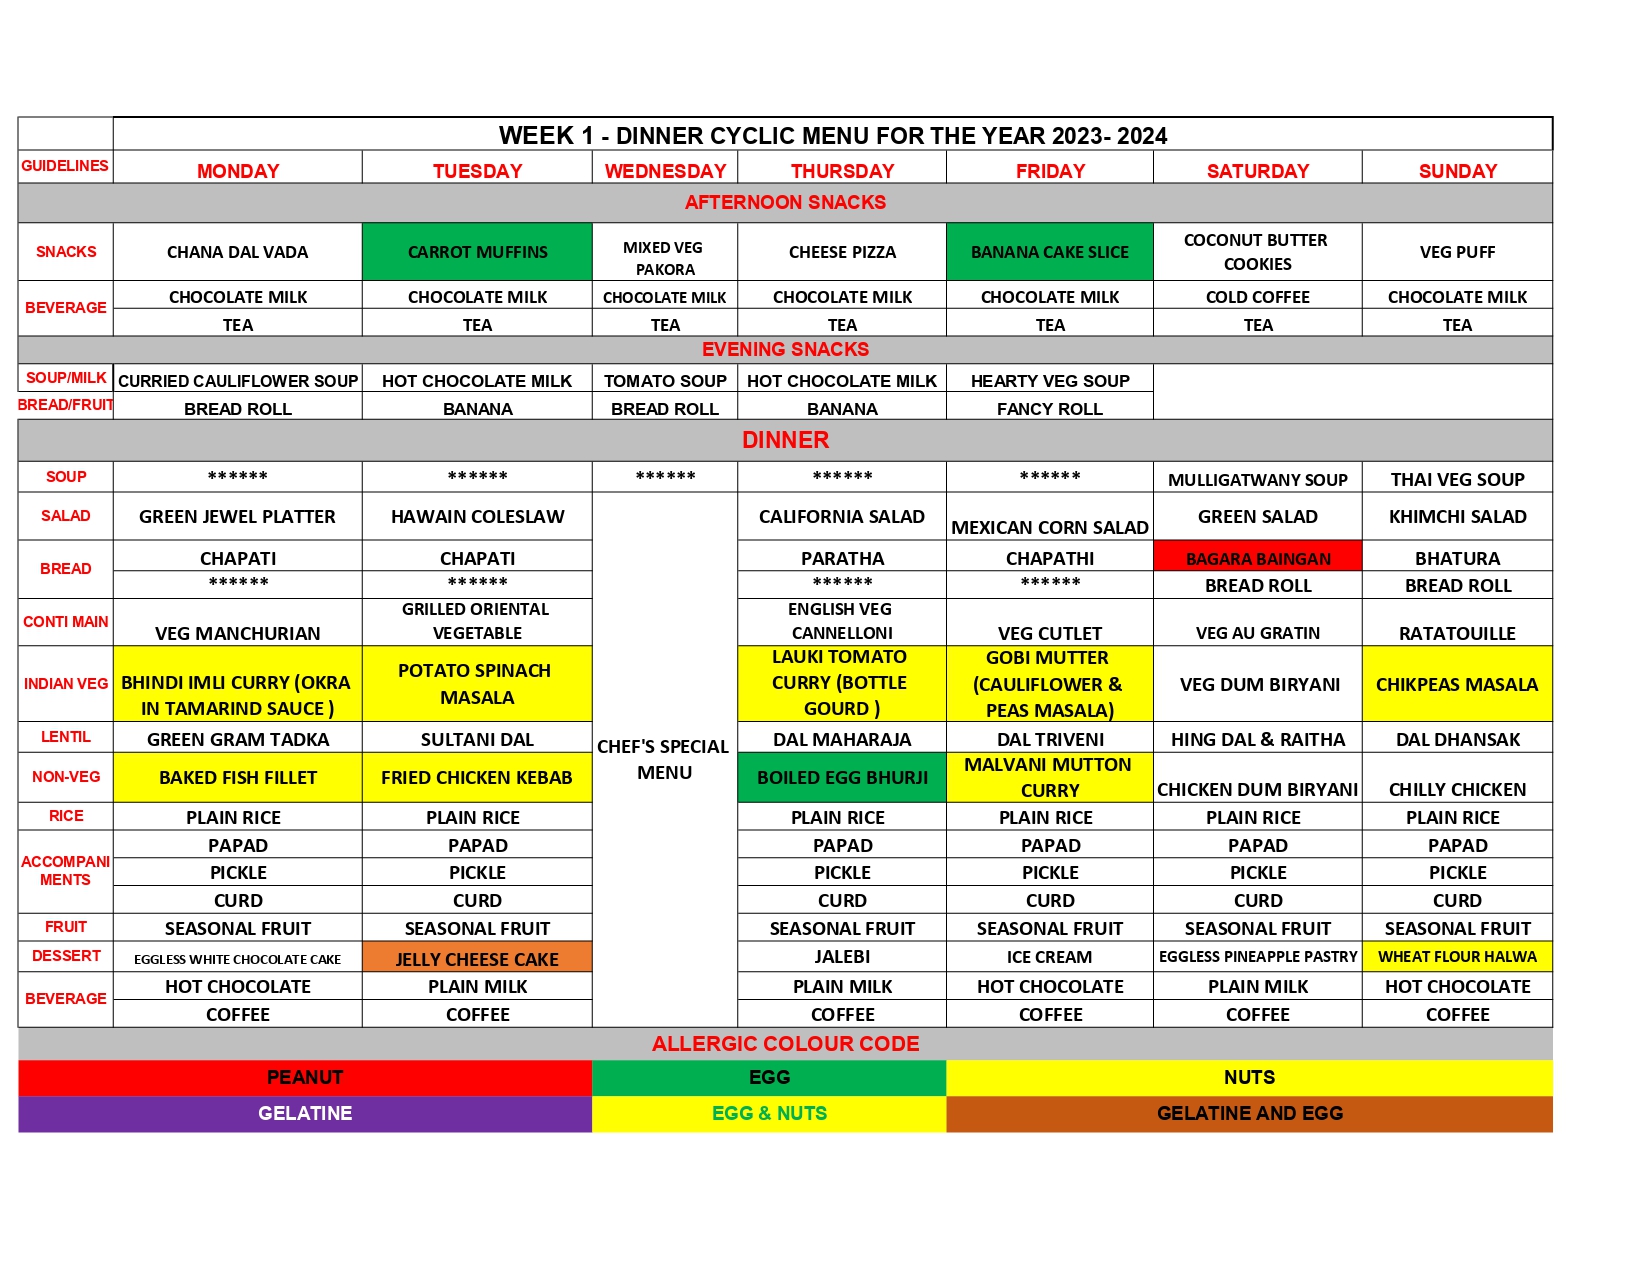 WEEK 1 - DINNER CYCLIC MENU FOR THE YEAR 2023- 2024
GUIDELINES MONDAY TUESDAY WEDNESDAY THURSDAY FRIDAY SATURDAY SUNDAY
AFTERNOON SNACKS
SNACKS CHANA DAL VADA CARROT MUFFINS MIXED VEG PAKORA CHEESE PIZZA BANANA CAKE SLICE COCONUT BUTTER COOKIES VEG PUFF
BEVERAGE CHOCOLATE MILK CHOCOLATE MILK CHOCOLATE MILK CHOCOLATE MILK CHOCOLATE MILK COLD COFFEE CHOCOLATE MILK
TEA TEA TEA TEA TEA TEA TEA
EVENING SNACKS
SOUP/MILK CURRIED CAULIFLOWER SOUP HOT CHOCOLATE MILK TOMATO SOUP HOT CHOCOLATE MILK HEARTY VEG SOUP
BREAD/FRUIT BREAD ROLL BANANA BREAD ROLL BANANA FANCY ROLL
DINNER
SOUP ****** ****** ****** ****** ****** MULLIGATWANY SOUP THAI VEG SOUP
SALAD GREEN JEWEL PLATTER HAWAIN COLESLAW CALIFORNIA SALAD MEXICAN CORN SALAD GREEN SALAD KHIMCHI SALAD
BREAD CHAPATI CHAPATI PARATHA CHAPATHI BAGARA BAINGAN BHATURA
****** ****** ****** ****** BREAD ROLL BREAD ROLL
CONTI MAIN VEG MANCHURIAN GRILLED ORIENTAL VEGETABLE ENGLISH VEG CANNELLONI VEG CUTLET VEG AU GRATIN RATATOUILLE
INDIAN VEG BHINDI IMLI CURRY (OKRA IN TAMARIND SAUCE ) POTATO SPINACH MASALA LAUKI TOMATO CURRY (BOTTLE GOURD ) GOBI MUTTER (CAULIFLOWER & PEAS MASALA) VEG DUM BIRYANI CHIKPEAS MASALA
LENTIL GREEN GRAM TADKA SULTANI DAL DAL MAHARAJA DAL TRIVENI HING DAL & RAITHA DAL DHANSAK
CHEF'S SPECIAL MENU
NON-VEG BAKED FISH FILLET FRIED CHICKEN KEBAB BOILED EGG BHURJI MALVANI MUTTON CURRY CHICKEN DUM BIRYANI CHILLY CHICKEN
RICE PLAIN RICE PLAIN RICE PLAIN RICE PLAIN RICE PLAIN RICE PLAIN RICE
ACCOMPANI MENTS PAPAD PAPAD PAPAD PAPAD PAPAD PAPAD
PICKLE PICKLE PICKLE PICKLE PICKLE PICKLE
CURD CURD CURD CURD CURD CURD
FRUIT SEASONAL FRUIT SEASONAL FRUIT SEASONAL FRUIT SEASONAL FRUIT SEASONAL FRUIT SEASONAL FRUIT
DESSERT EGGLESS WHITE CHOCOLATE CAKE JELLY CHEESE CAKE JALEBI ICE CREAM EGGLESS PINEAPPLE PASTRY WHEAT FLOUR HALWA
BEVERAGE HOT CHOCOLATE PLAIN MILK PLAIN MILK HOT CHOCOLATE PLAIN MILK HOT CHOCOLATE
COFFEE COFFEE COFFEE COFFEE COFFEE COFFEE
ALLERGIC COLOUR CODE
PEANUT EGG NUTS
GELATINE EGG & NUTS GELATINE AND EGG